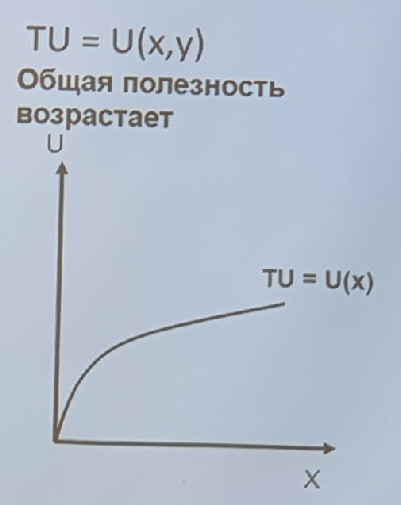 TU = U(x,y)
Общая полезность
возрастает
U
TU = U(x)
X